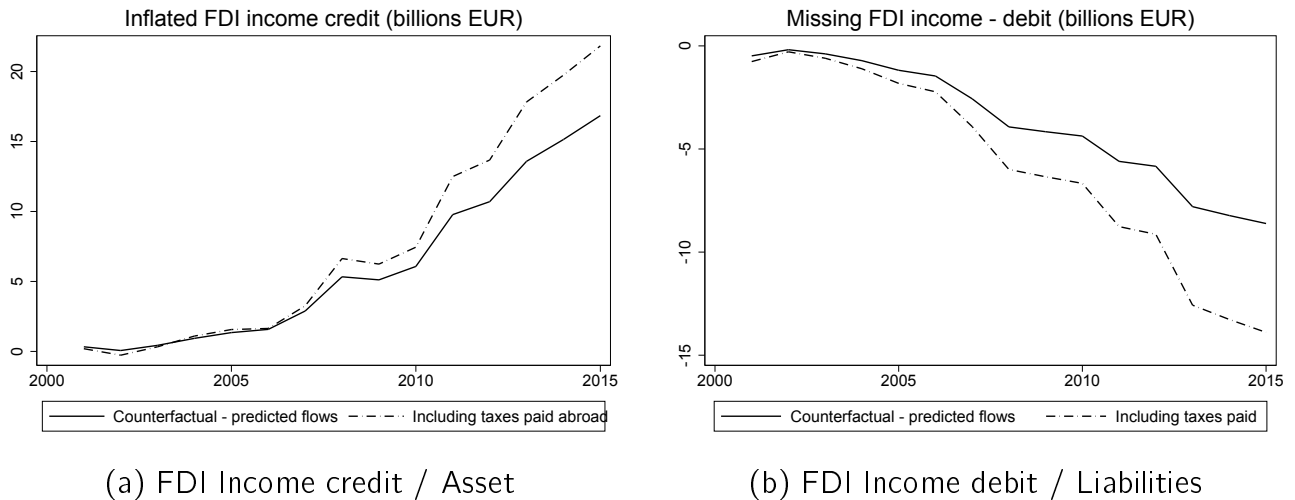 Inflated FDI income credit (billions EUR)
20
15
10
5
0
2000
2005
2010
2015
Counterfactual - predicted flows
Including taxes paid abroad
(a) FDI Income credit / Asset
Missing FDI income - debit (billions EUR)
0
-5
-10
-15
2000
2005
2010
2015
Counterfactual - predicted flows
Including taxes paid
(b) FDI Income debit / Liabilities